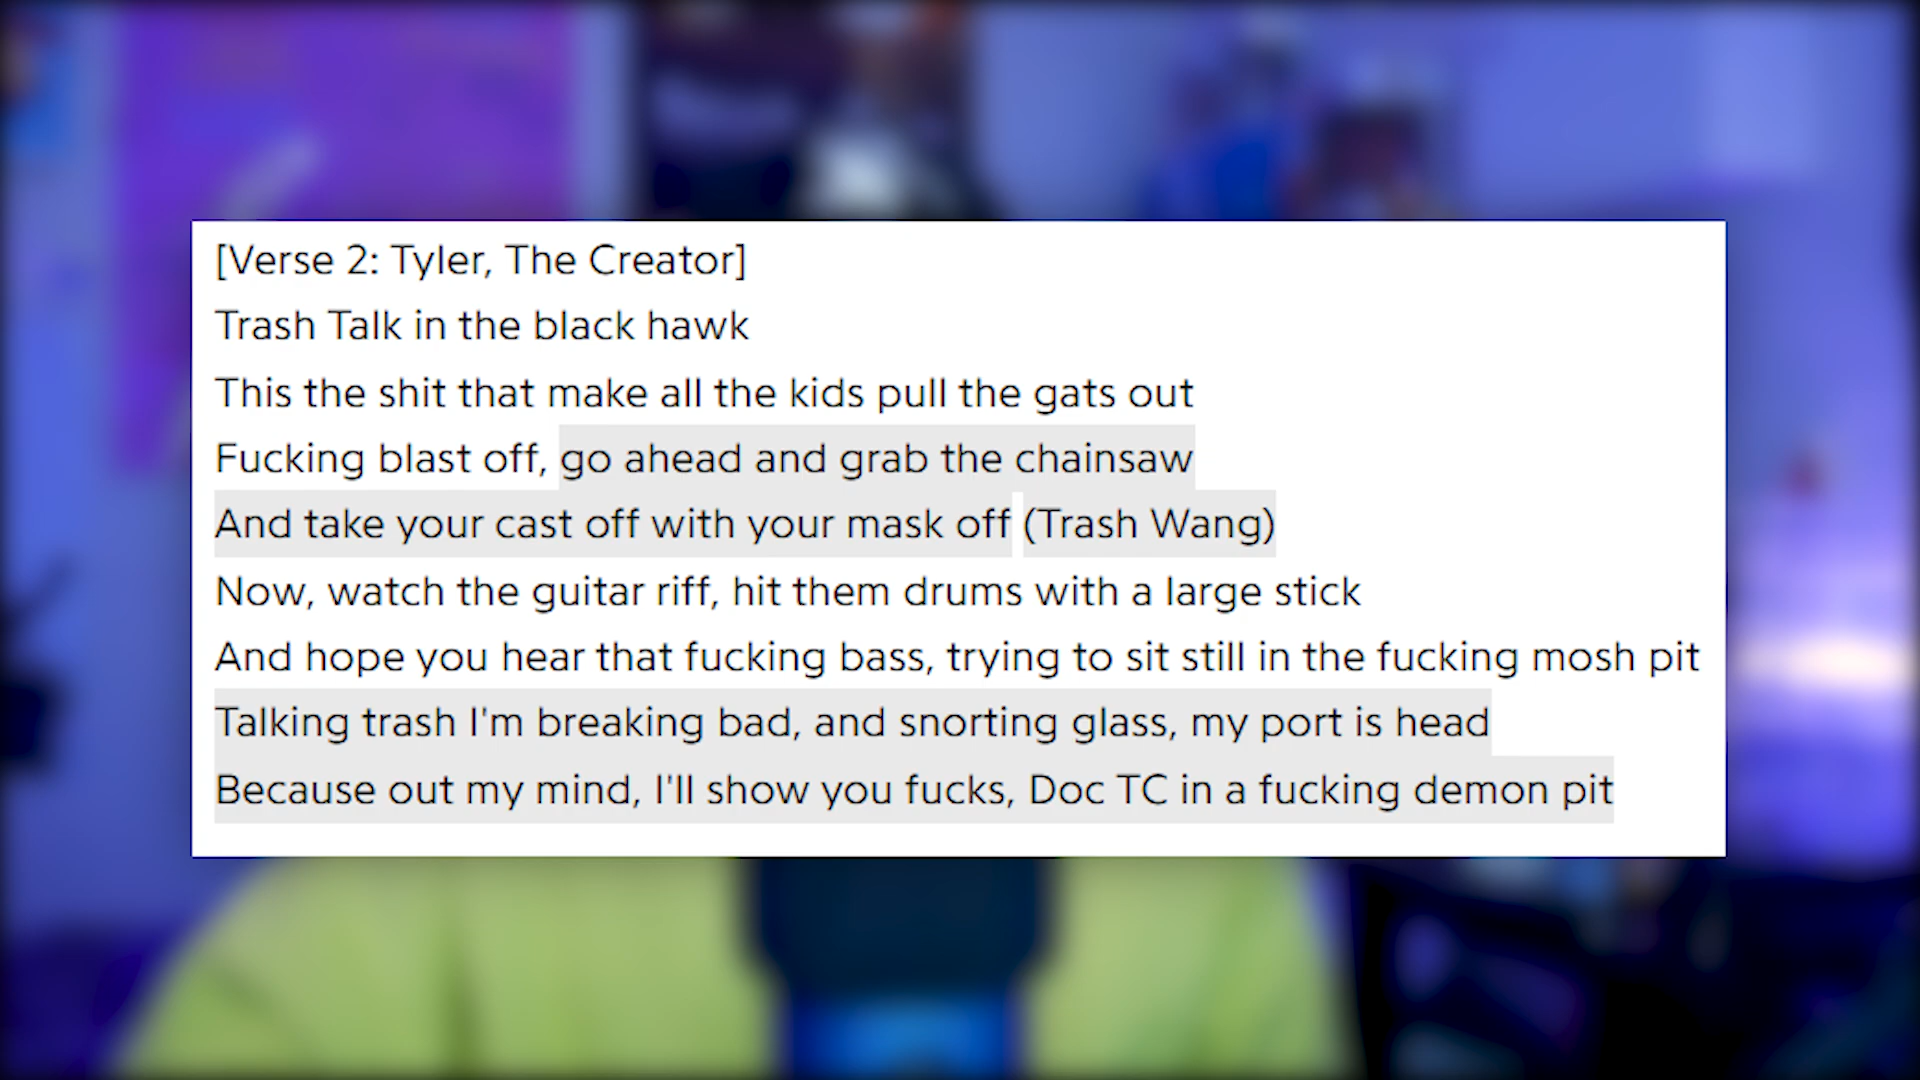 [Verse 2: Tyler, The Creator]
Trash Talk in the black hawk
This the shit that make all the kids pull the gats out
Fucking blast off, go ahead and grab the chainsaw
And take your cast off with your mask off (Trash Wang)
Now, watch the guitar riff, hit them drums with a large stick
And hope you hear that fucking bass, trying to sit still in the fucking mosh pit
Talking trash I'm breaking bad, and snorting glass, my port is head
Because out my mind, I'll show you fucks, Doc TC in a fucking demon pit